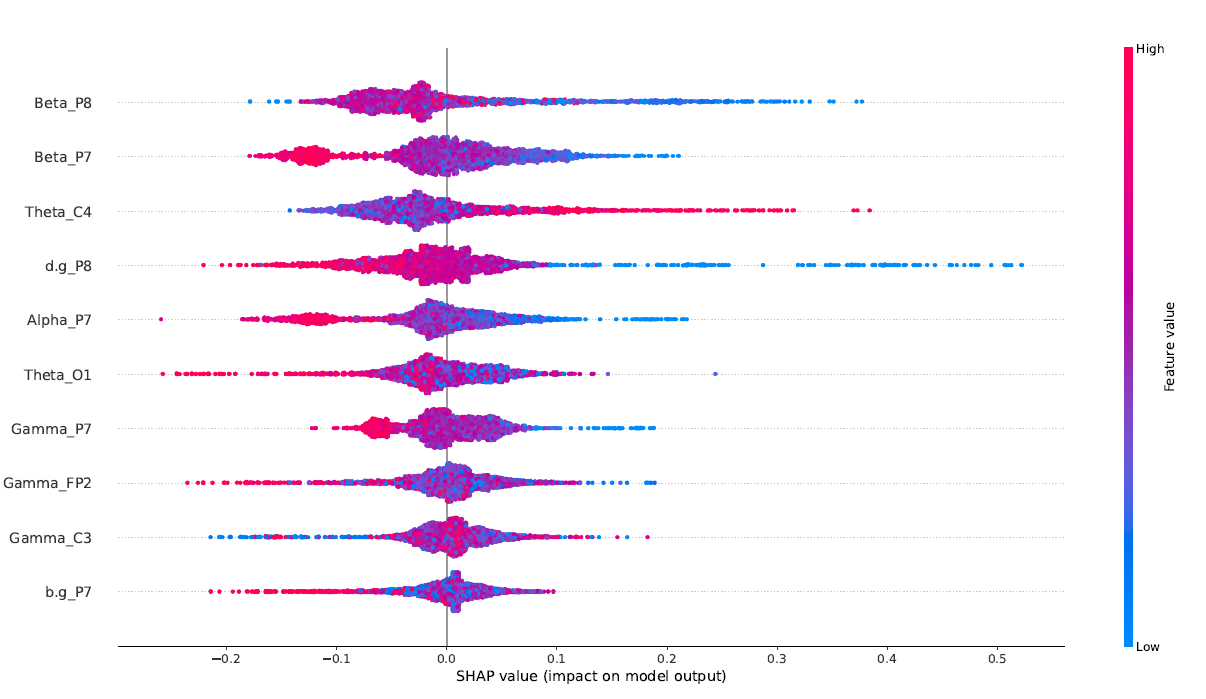 High
Beta_P8
Beta_P7
Theta_C4
d.g_P8
Alpha_P7
Theta_O1
Gamma_P7
Gamma_FP2
Gamma_C3
b.g_P7
Feature value
Low
−0.2 −0.1 0.0 0.1 0.2 0.3 0.4 0.5
SHAP value (impact on model output)